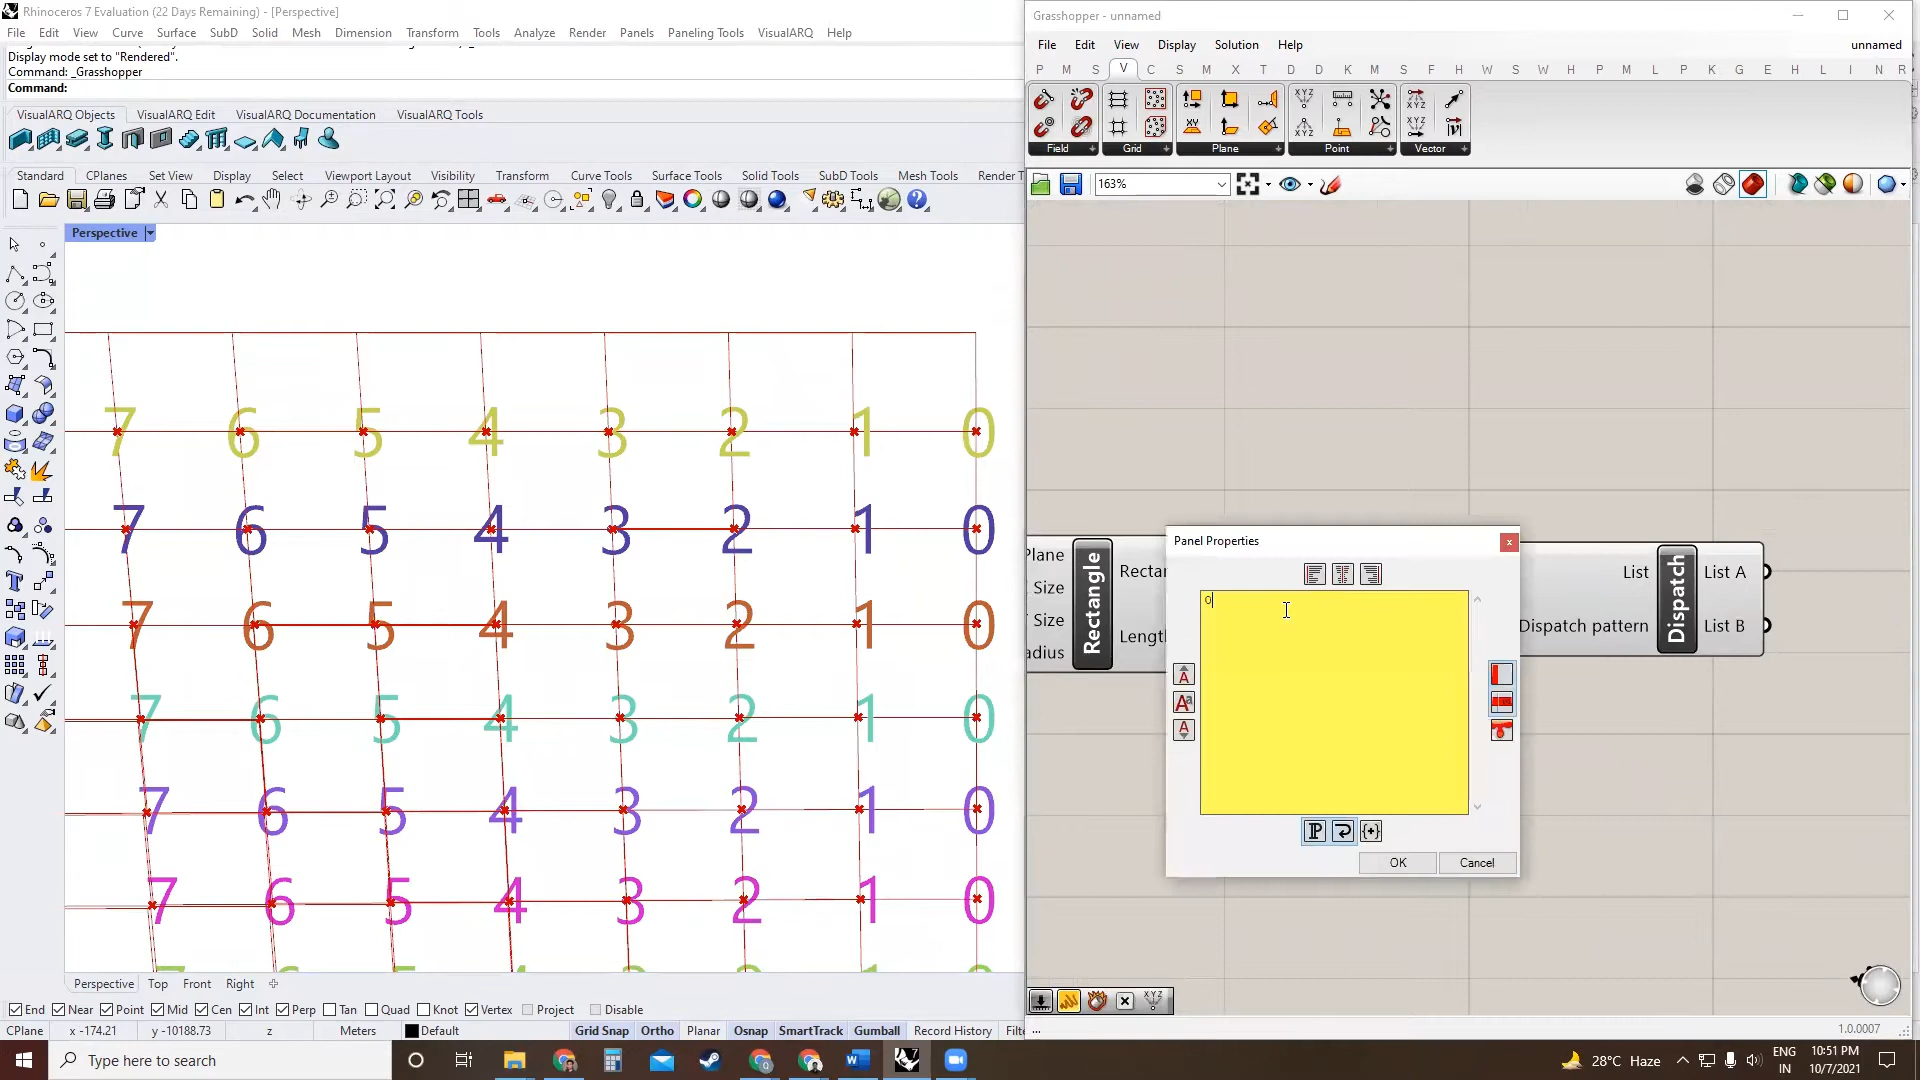 Rhinoceros 7 Evaluation (22 Days Remaining) - [Perspective]
File Edit View Curve Surface SubD Solid Mesh Dimension Transform Tools Analyze Render Panels Paneling Tools VisualARQ Help
Display mode set to "Rendered".
Command: _Grasshopper
Command:
VisualARQ Objects VisualARQ Edit VisualARQ Documentation VisualARQ Tools
Standard CPlanes Set View Display Select Viewport Layout Visibility Transform Curve Tools Surface Tools Solid Tools SubD Tools Mesh Tools Render T
Perspective
7 6 5 4 3 2 1 0
7 6 5 4 3 2 1 0
7 6 5 4 3 2 1 0
7 6 5 4 3 2 1 0
7 6 5 4 3 2 1 0
7 6 5 4 3 2 1 0
Perspective Top Front Right
End Near Point Mid Cen Int Perp Tan Quad Knot Vertex Project Disable
CPlane x -174.21 y -10188.73 z Meters Default Grid Snap Ortho Planar Osnap SmartTrack Gumball Record History Filte
Grasshopper - unnamed
File Edit View Display Solution Help unnamed
P M S V C S M X T D D K M S F H W S W H P M L P K G E H L I N R
Field Grid Plane Point Vector
163%
Plane
Size
Size
adius
Rectangle
Rectar
Length
Panel Properties
0
OK Cancel
List
Dispatch pattern
Dispatch
List A
List B
...
1.0.0007
Type here to search
28°C Haze
ENG
IN
10:51 PM
10/7/2021